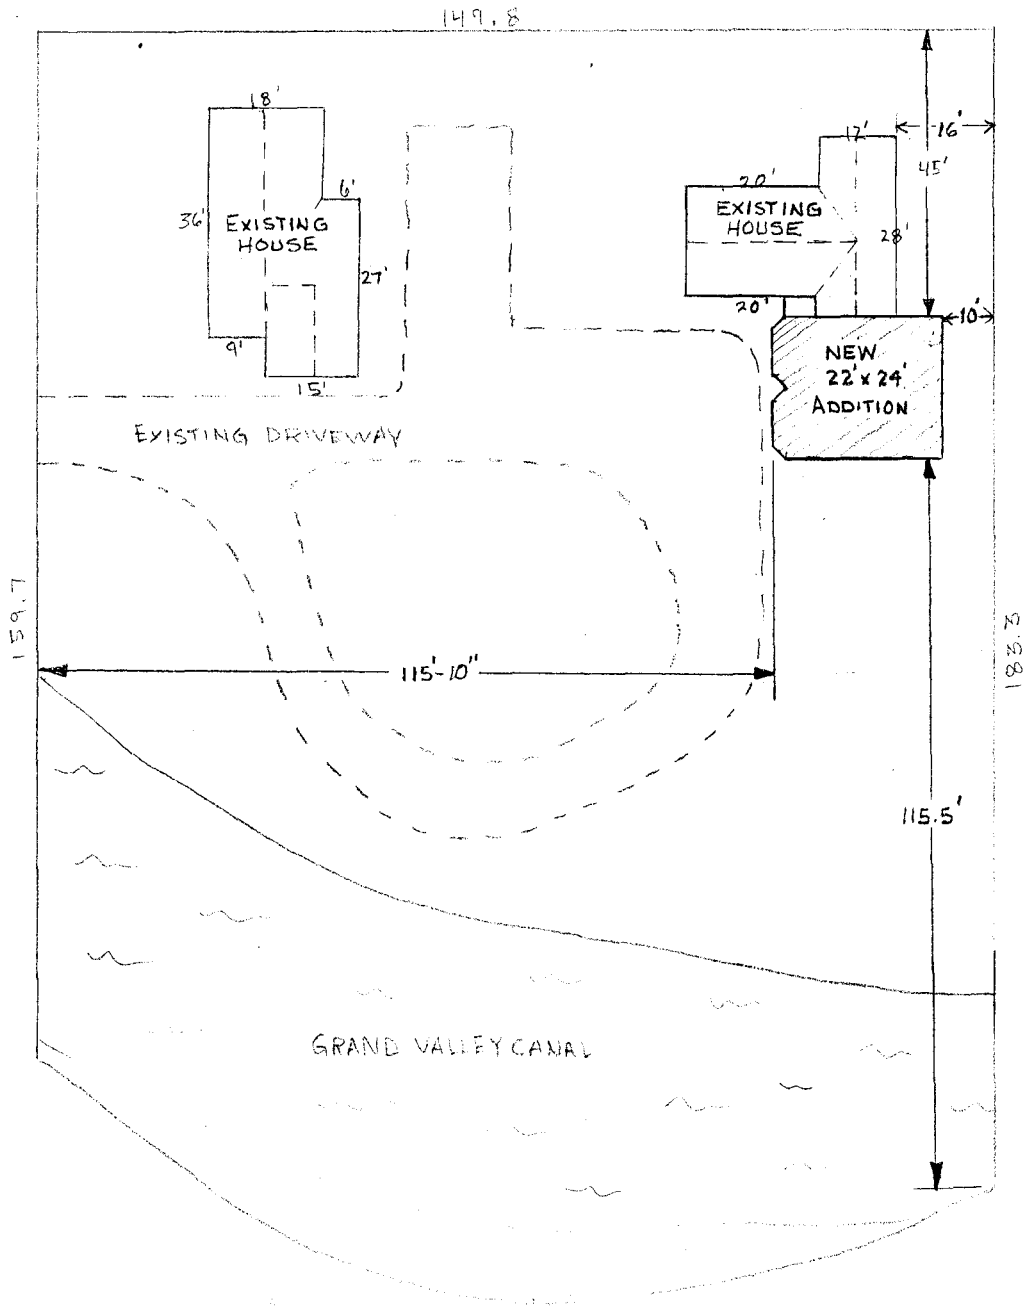 149.8
18'
16'
17'
45'
6'
20'
36'
EXISTING
HOUSE
EXISTING
HOUSE
28'
27'
20'
10'
9'
15'
NEW
22' x 24'
ADDITION
EXISTING DRIVEWAY
159.7
183.3
115'-10"
115.5'
GRAND VALLEY CANAL